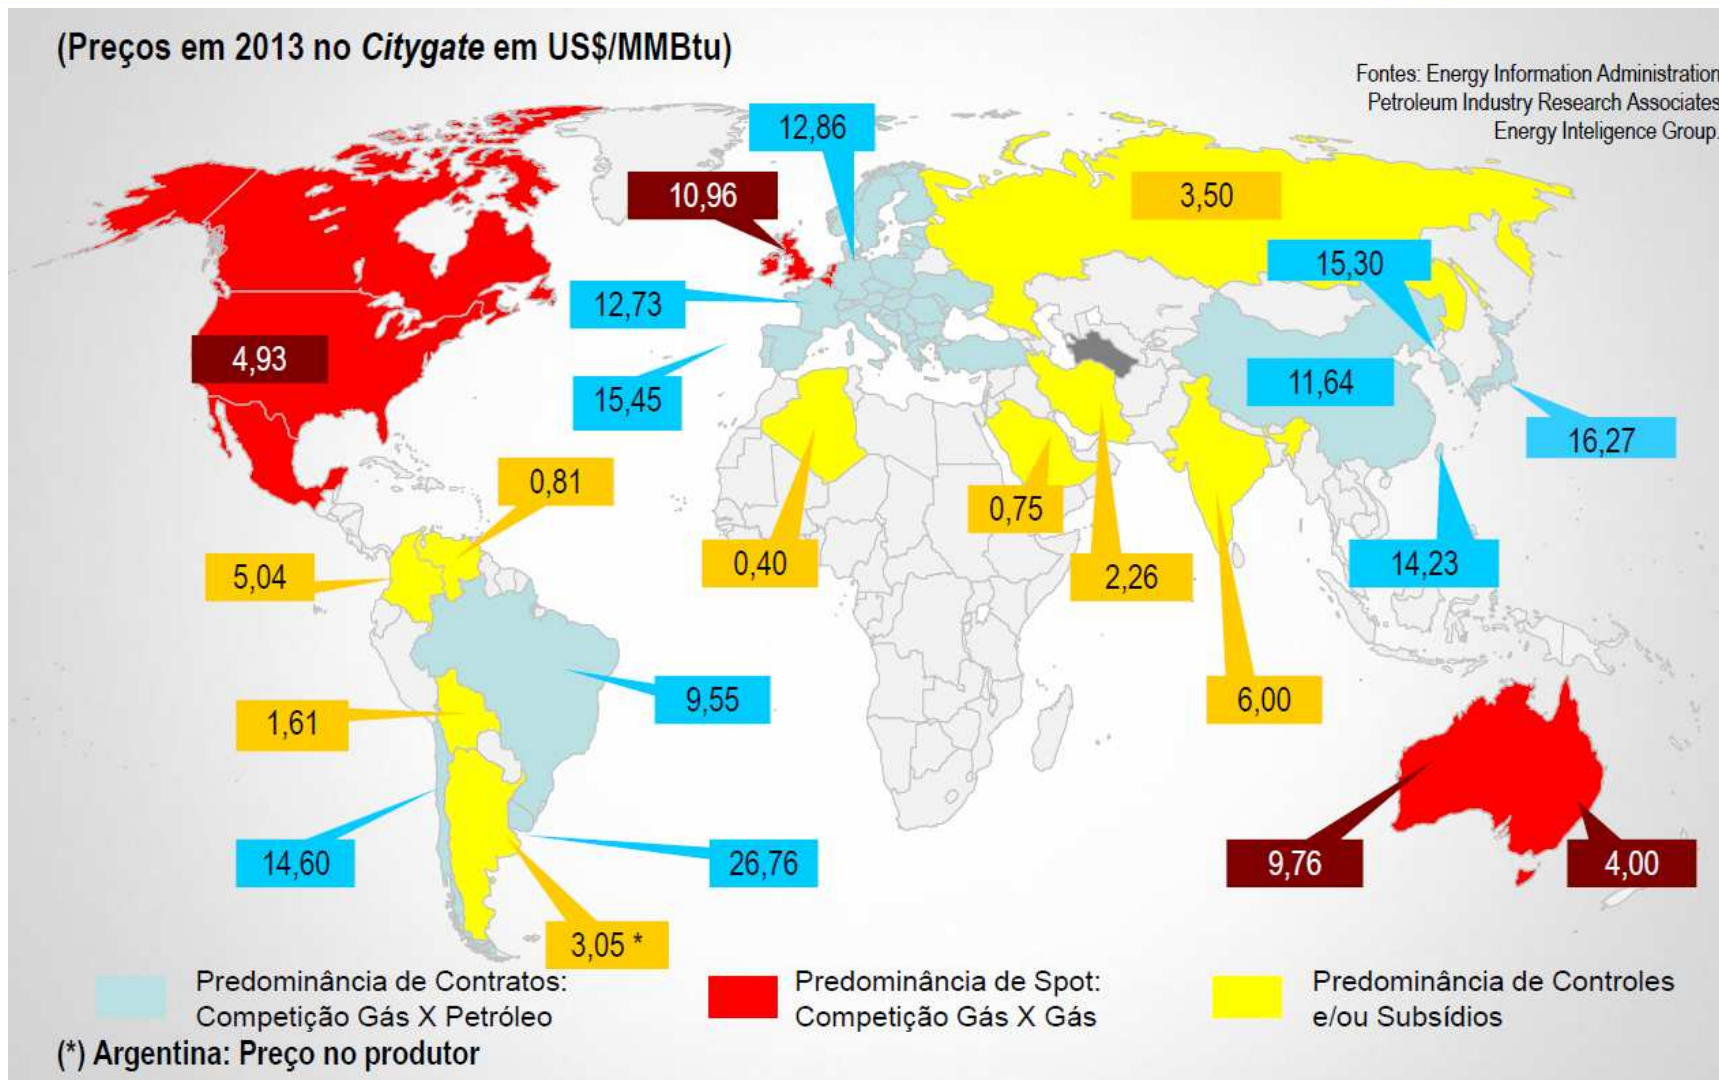 (Preços em 2013 no Citygate em US$/MMBtu)
Fontes: Energy Information Administration
Petroleum Industry Research Associates
Energy Inteligence Group.
12,86
10,96
3,50
15,30
12,73
4,93
11,64
15,45
16,27
0,81
0,75
0,40
14,23
5,04
2,26
9,55
6,00
1,61
14,60
26,76
9,76
4,00
3,05 *
Predominância de Contratos:
Competição Gás X Petróleo
Predominância de Spot:
Competição Gás X Gás
Predominância de Controles
e/ou Subsídios
(*) Argentina: Preço no produtor